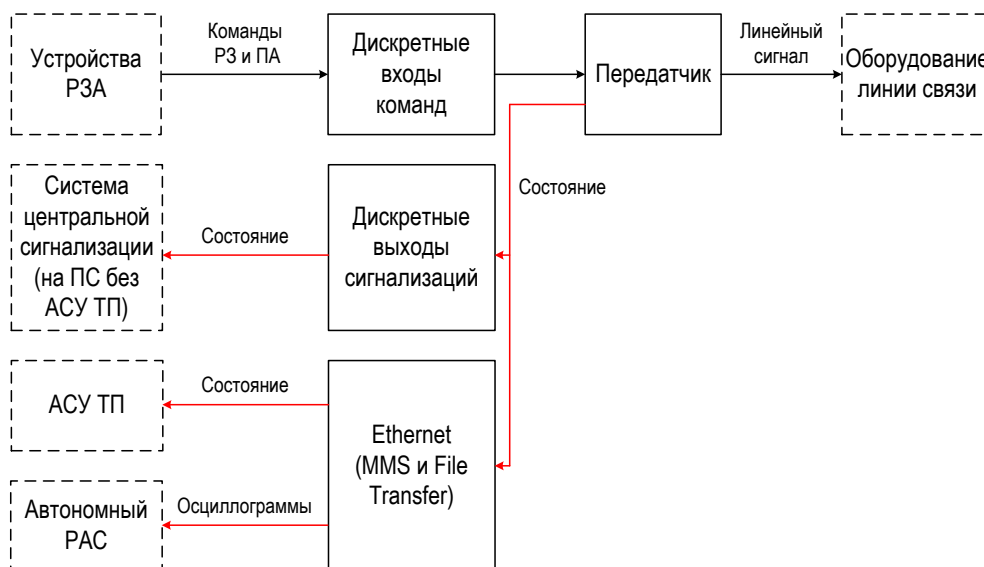 Устройства
РЗА
Команды
РЗ и ПА
Дискретные
входы
команд
Передатчик
Линейный
сигнал
Оборудование
линии связи
Система
центральной
сигнализации
(на ПС без
АСУ ТП)
Состояние
Дискретные
выходы
сигнализаций
Состояние
АСУ ТП
Состояние
Ethernet
(MMS и File
Transfer)
Автономный
РАС
Осциллограммы